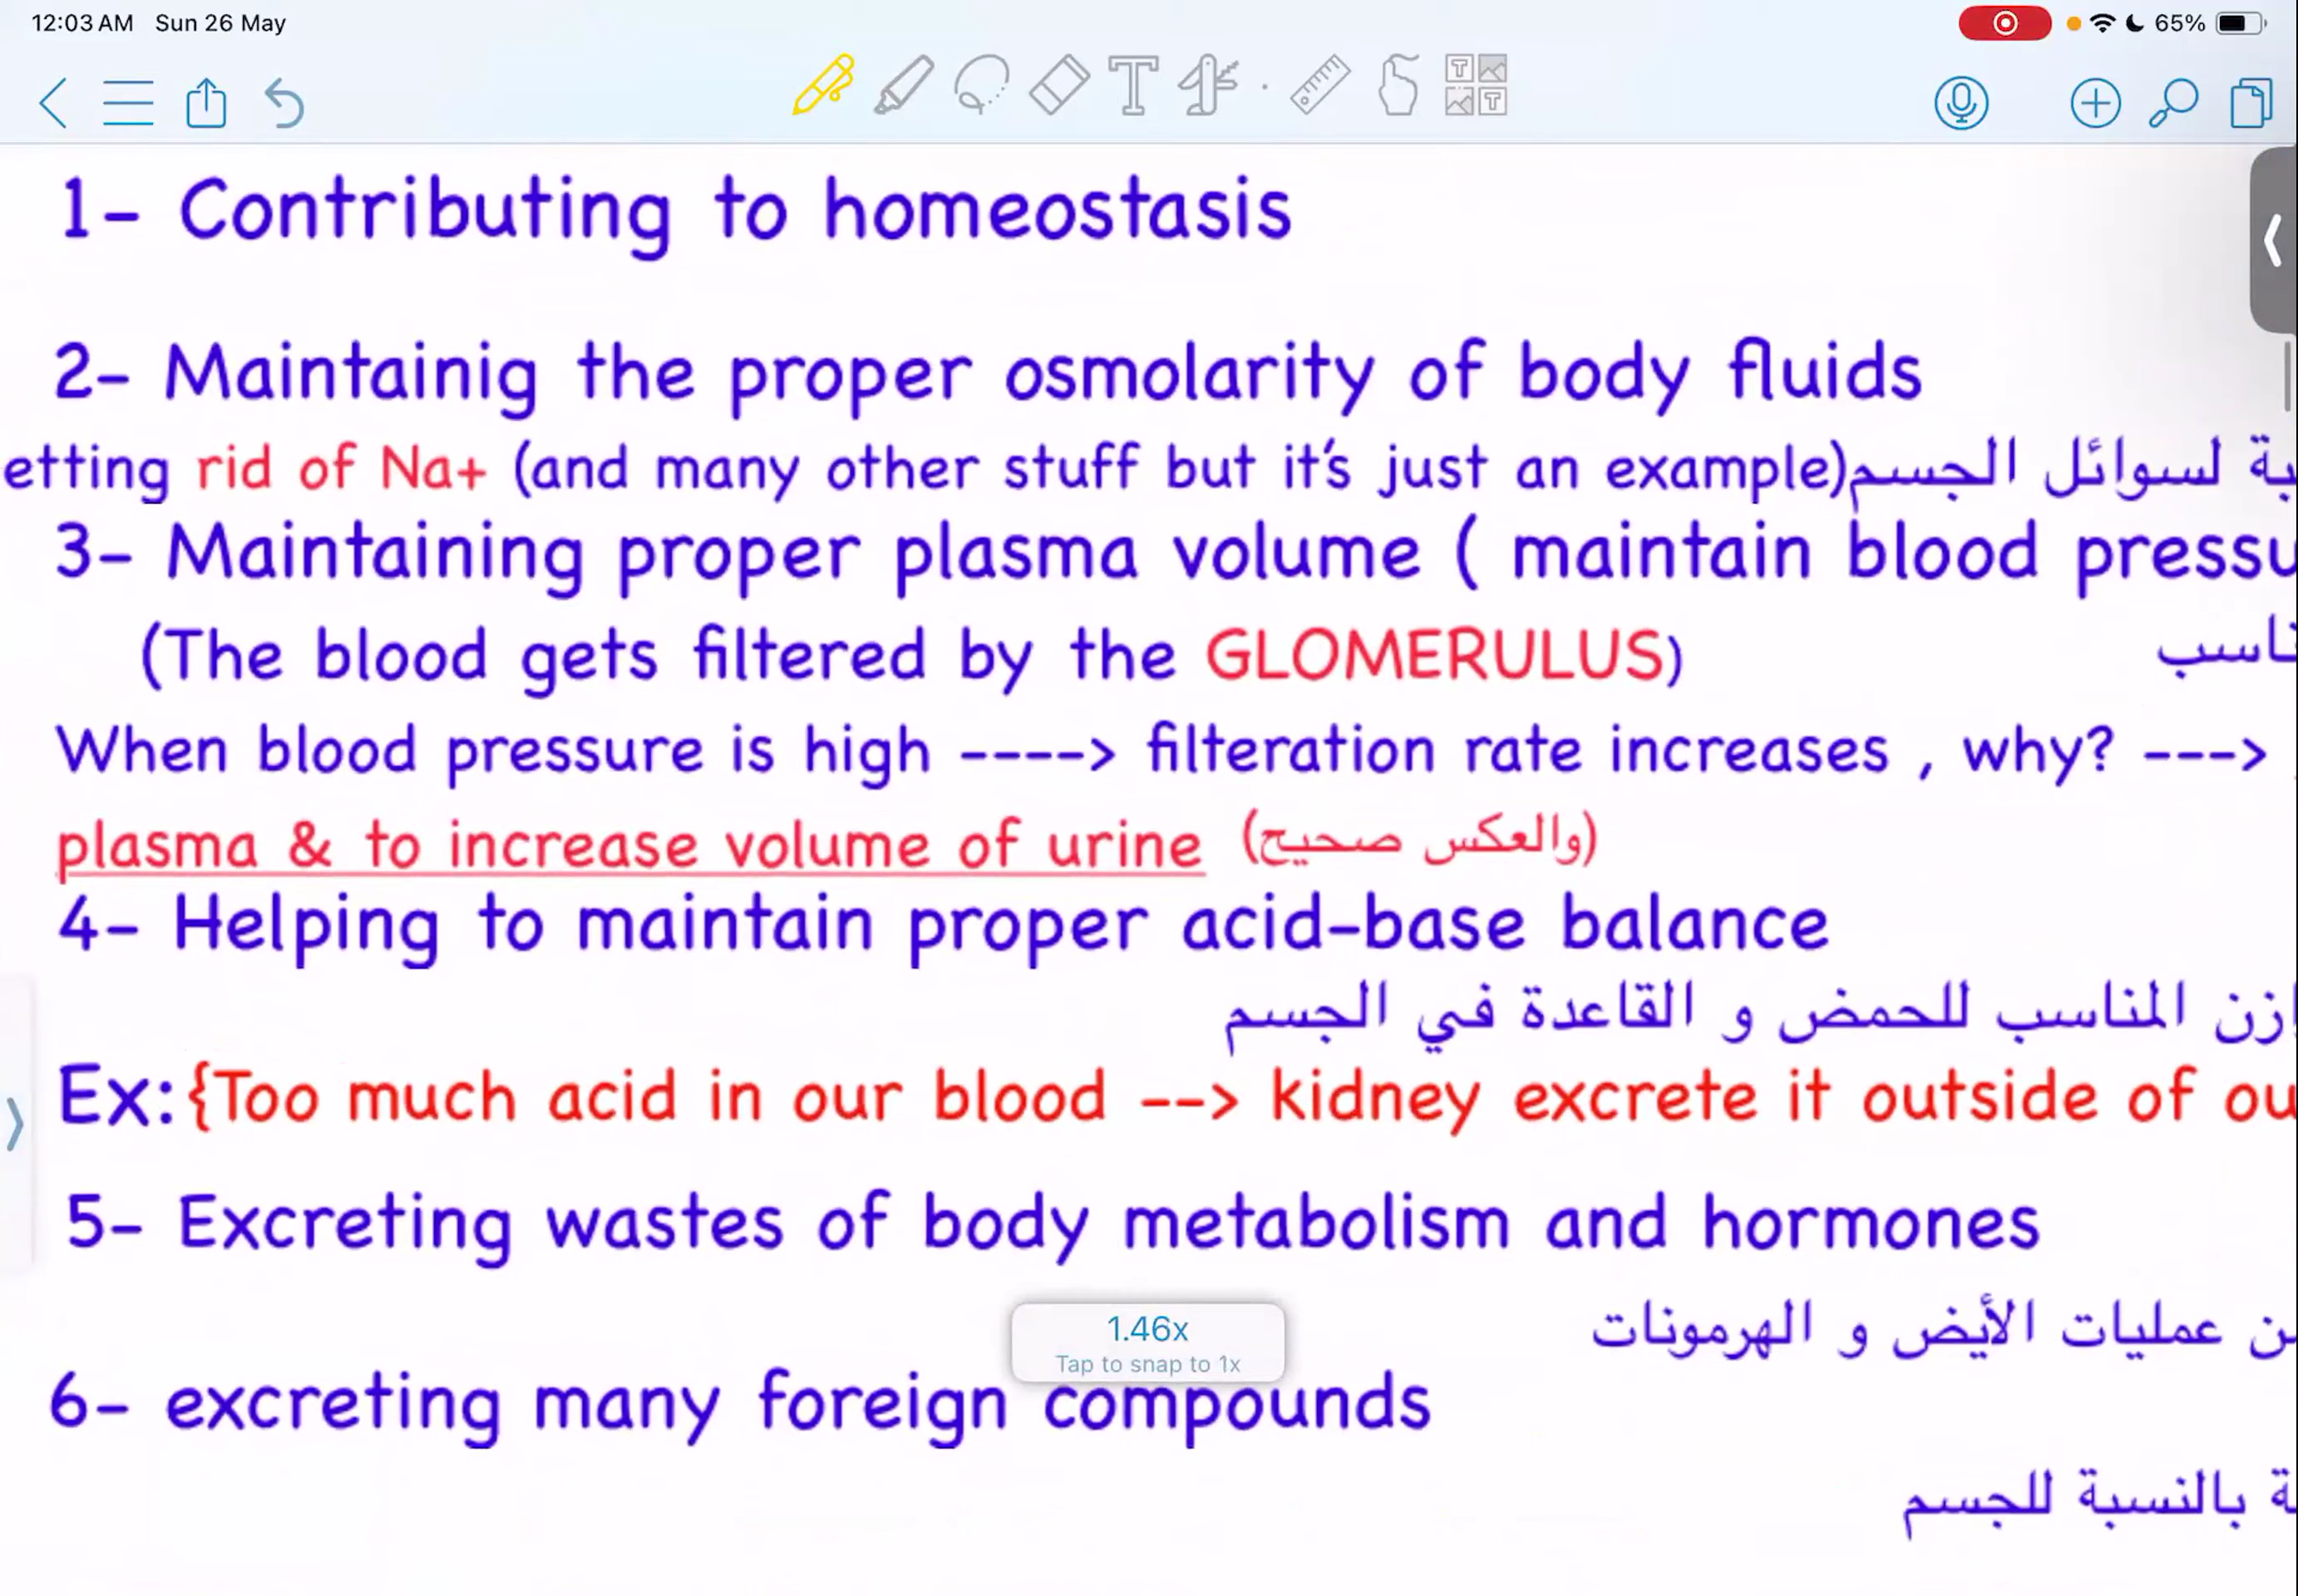 12:03 AM Sun 26 May
65%
1- Contributing to homeostasis
2- Maintainig the proper osmolarity of body fluids
etting rid of Na+ (and many other stuff but it's just an example) بة لسوائل الجسم
3- Maintaining proper plasma volume ( maintain blood pressu
(The blood gets filtered by the GLOMERULUS)
ناسب
When blood pressure is high ----> filteration rate increases , why? --->
plasma & to increase volume of urine (والعكس صحيح)
4- Helping to maintain proper acid-base balance
ازن المناسب للحمض و القاعدة في الجسم
Ex: {Too much acid in our blood --> kidney excrete it outside of ou
5- Excreting wastes of body metabolism and hormones
ن عمليات الأيض و الهرمونات
1.46x
Tap to snap to 1x
6- excreting many foreign compounds
ة بالنسبة للجسم